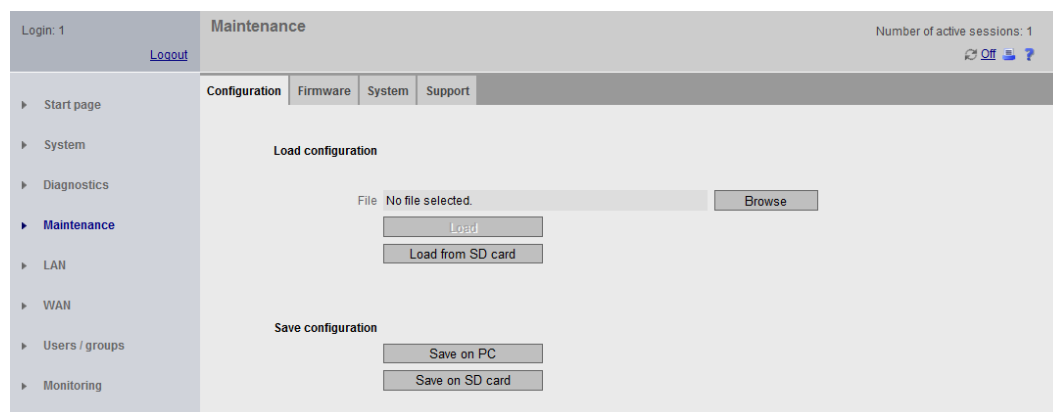 Login: 1
Logout
Maintenance
Number of active sessions: 1
Off ?
Configuration Firmware System Support
Start page
System
Diagnostics
Maintenance
LAN
WAN
Users / groups
Monitoring
Load configuration
File No file selected. Browse
Load
Load from SD card
Save configuration
Save on PC
Save on SD card